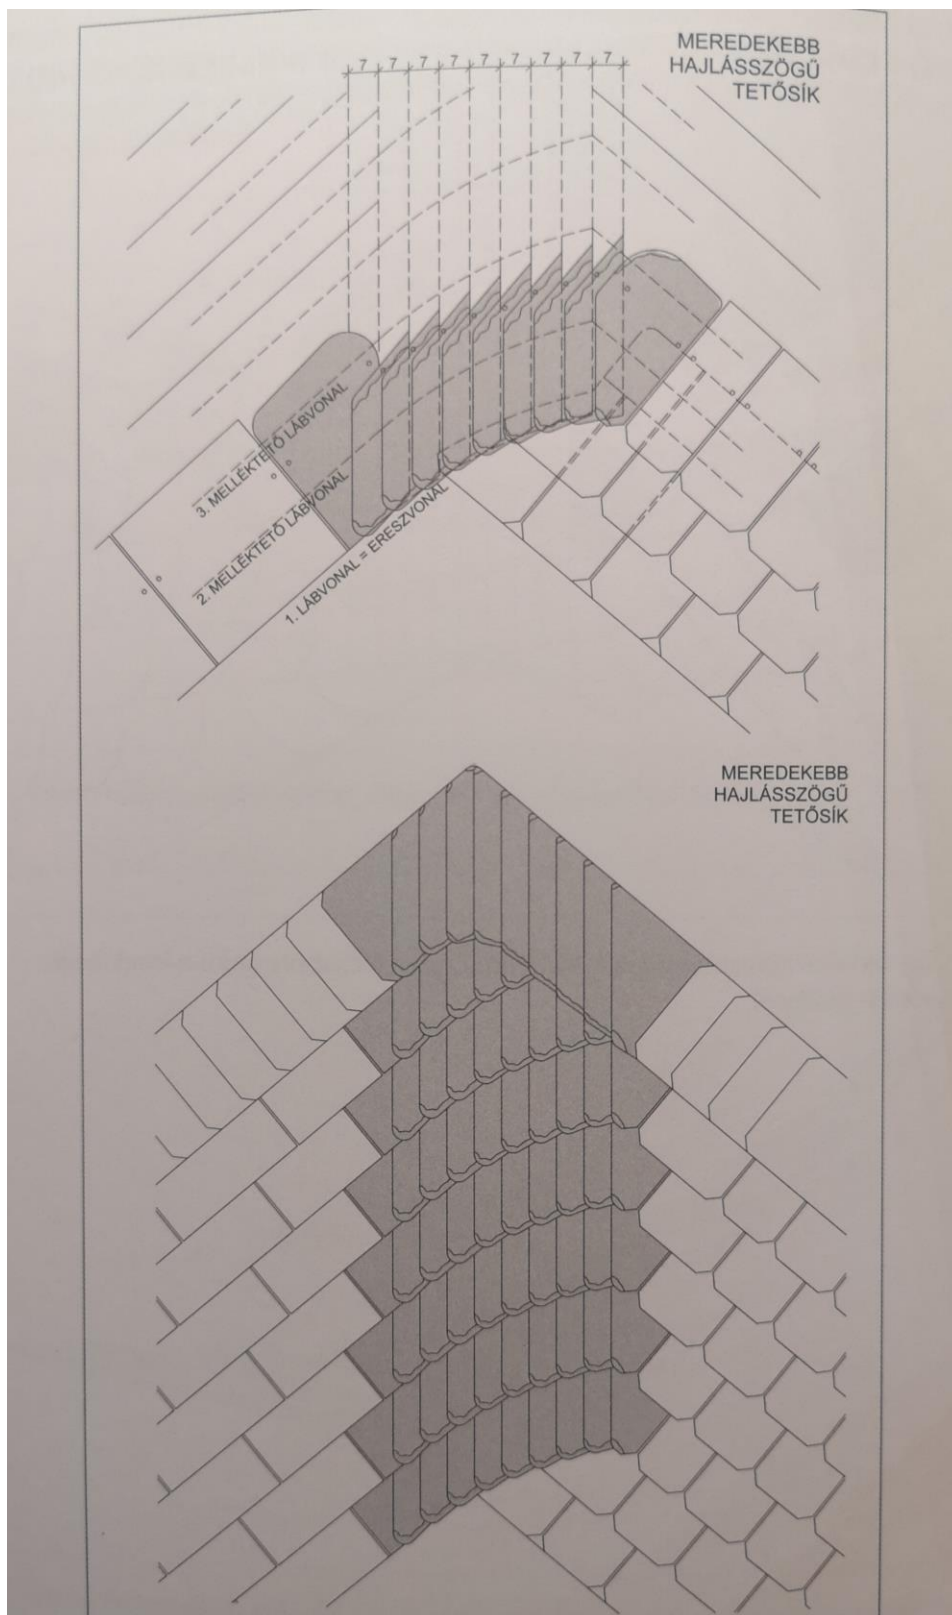 MEREDEKEBB
HAJLÁSSZÖGŰ
TETŐSÍK
7 7 7 7 7 7 7 7 7
3. MELLÉKTETŐ LÁBVONAL
2. MELLÉKTETŐ LÁBVONAL
1. LÁBVONAL = ERESZVONAL
MEREDEKEBB
HAJLÁSSZÖGŰ
TETŐSÍK